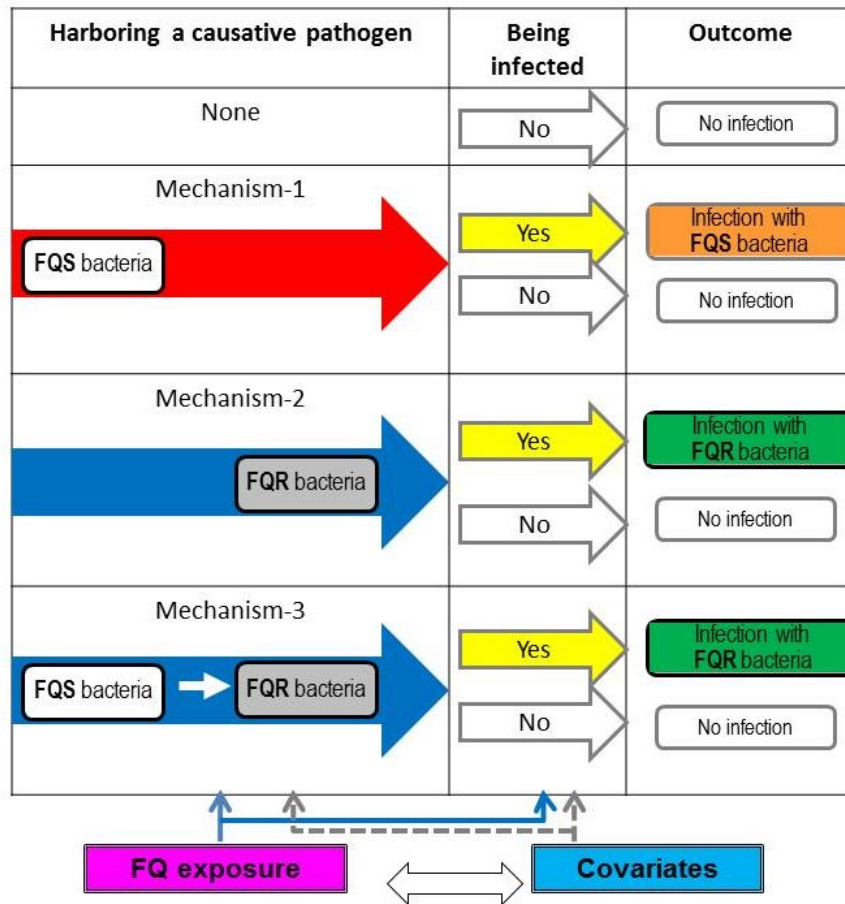 Harboring a causative pathogen
Being
infected
Outcome
None
No
No infection
Mechanism-1
FQS bacteria
Yes
Infection with
FQS bacteria
No
No infection
Mechanism-2
FQR bacteria
Yes
Infection with
FQR bacteria
No
No infection
Mechanism-3
FQS bacteria
FQR bacteria
Yes
Infection with
FQR bacteria
No
No infection
FQ exposure
Covariates